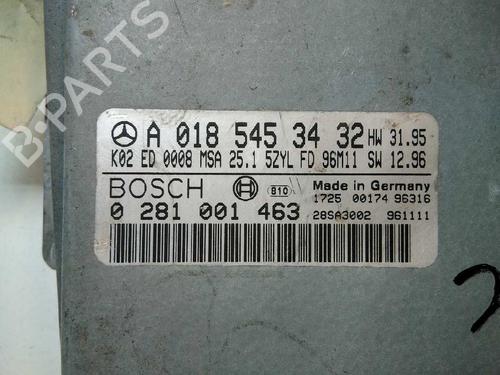 B-PARTS
A 018 545 34 32 HW 31.95
K02 ED 0008 MSA 25.1 5ZYL FD 96M11 SW 12.96
BOSCH 810 Made in Germany
1725 00174 96316
0 281 001 463 28SA3002 961111